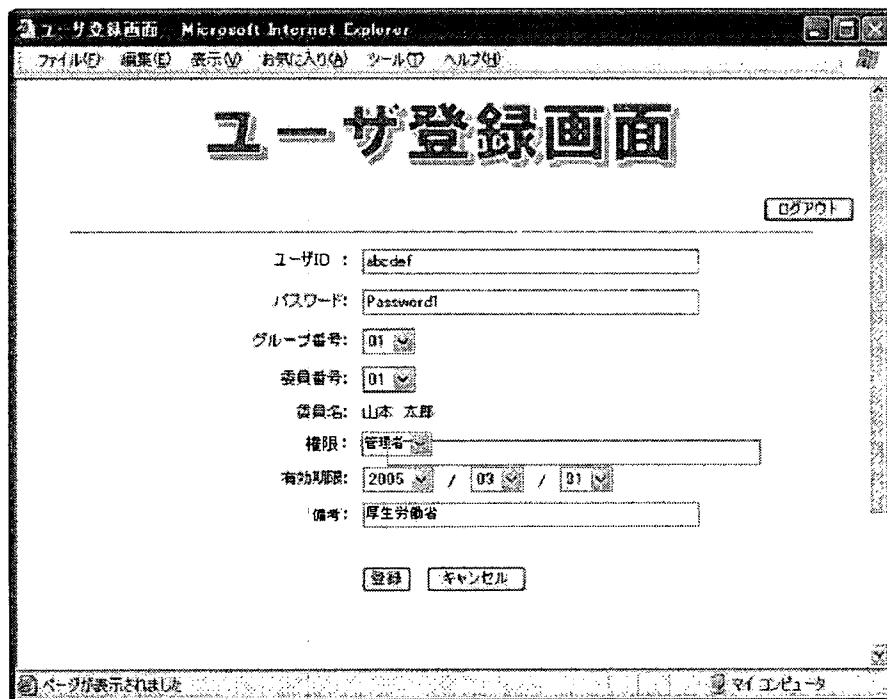 ユーザ登録画面 Microsoft Internet Explorer
ファイル(F) 編集(E) 表示(V) お気に入り(A) ツール(T) ヘルプ(H)
ユーザ登録画面
ログアウト
ユーザID : abcdef
パスワード: Password1
グループ番号: 01
委員番号: 01
委員名: 山本 太郎
権限: 管理者
有効期限: 2005 / 03 / 31
備考: 厚生労働省
登録 キャンセル
ページが表示されました マイ コンピュータ